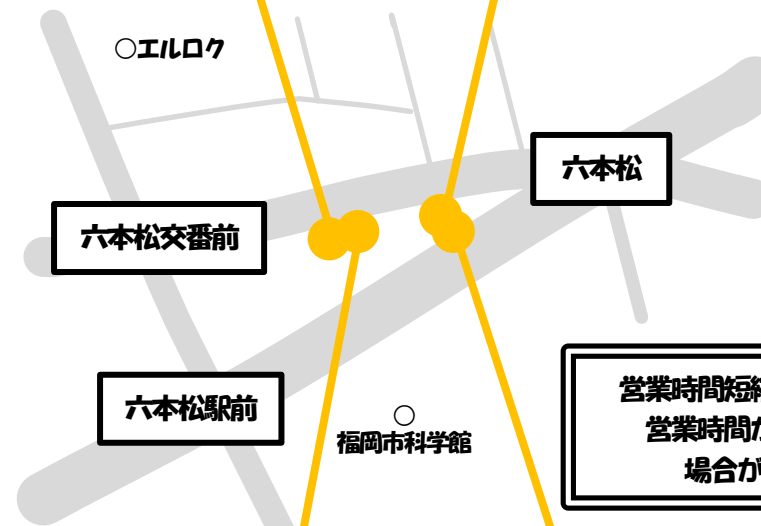 ○エルロク
六本松
六本松交番前
六本松駅前
○
福岡市科学館
営業時間短
営業時間
場合が